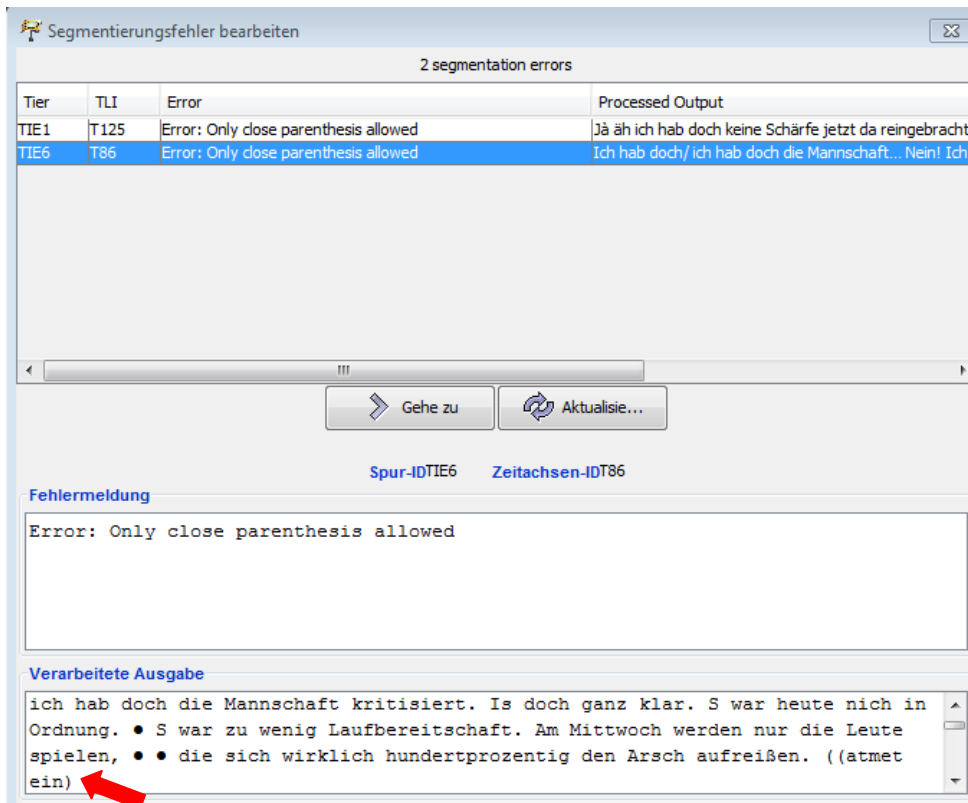 Segmentierungsfehler bearbeiten
2 segmentation errors
Tier TLI Error Processed Output
TIE1 T125 Error: Only close parenthesis allowed Jà äh ich hab doch keine Schärfe jetzt da reingebracht
TIE6 T86 Error: Only close parenthesis allowed Ich hab doch/ ich hab doch die Mannschaft... Nein! Ich
Gehe zu Aktualisie...
Spur-IDTIE6 Zeitachsen-IDT86
Fehlermeldung
Error: Only close parenthesis allowed
Verarbeitete Ausgabe
ich hab doch die Mannschaft kritisiert. Is doch ganz klar. S war heute nich in
Ordnung. ● S war zu wenig Laufbereitschaft. Am Mittwoch werden nur die Leute
spielen, ● ● die sich wirklich hundertprozentig den Arsch aufreißen. ((atmet
ein)